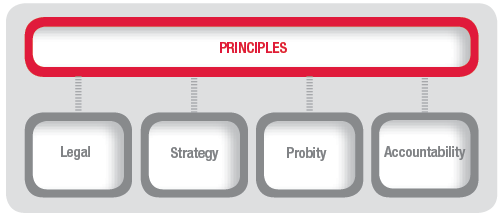 PRINCIPLES
Legal
Strategy
Probity
Accountability